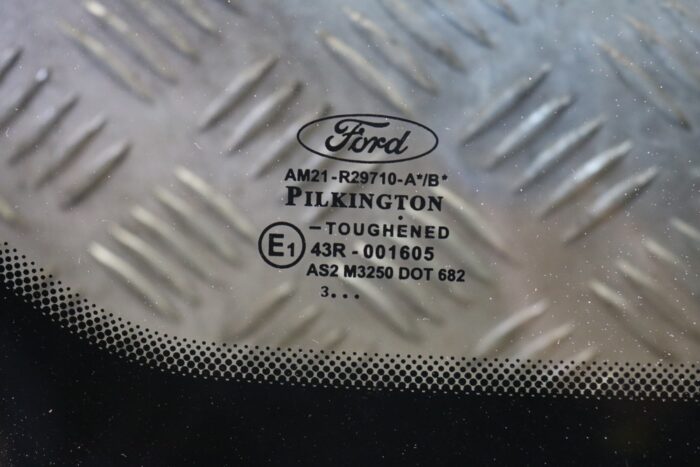 Ford
AM21-R29710-A*/B*
PILKINGTON
-TOUGHENED
E1 43R - 001605
AS2 M3250 DOT 682
3...